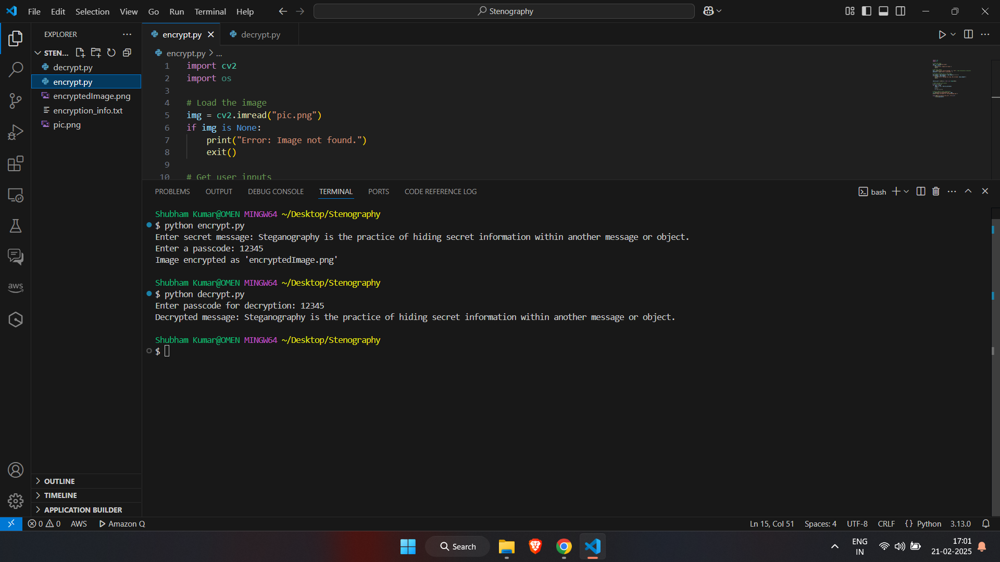 File Edit Selection View Go Run Terminal Help
Stenography
EXPLORER
STEN...
decrypt.py
encrypt.py
encryptedImage.png
encryption_info.txt
pic.png
OUTLINE
TIMELINE
APPLICATION BUILDER
aws
encrypt.py decrypt.py
encrypt.py > ...
1 import cv2
2 import os
3
4 # Load the image
5 img = cv2.imread("pic.png")
6 if img is None:
7 print("Error: Image not found.")
8 exit()
9
10 # Get user inputs
PROBLEMS OUTPUT DEBUG CONSOLE TERMINAL PORTS CODE REFERENCE LOG
bash
Shubham Kumar@OMEN MINGW64 ~/Desktop/Stenography
$ python encrypt.py
Enter secret message: Steganography is the practice of hiding secret information within another message or object.
Enter a passcode: 12345
Image encrypted as 'encryptedImage.png'
Shubham Kumar@OMEN MINGW64 ~/Desktop/Stenography
$ python decrypt.py
Enter passcode for decryption: 12345
Decrypted message: Steganography is the practice of hiding secret information within another message or object.
Shubham Kumar@OMEN MINGW64 ~/Desktop/Stenography
$
0 0 AWS Amazon Q
Ln 15, Col 51 Spaces: 4 UTF-8 CRLF {} Python 3.13.0
Search
ENG
IN
17:01
21-02-2025